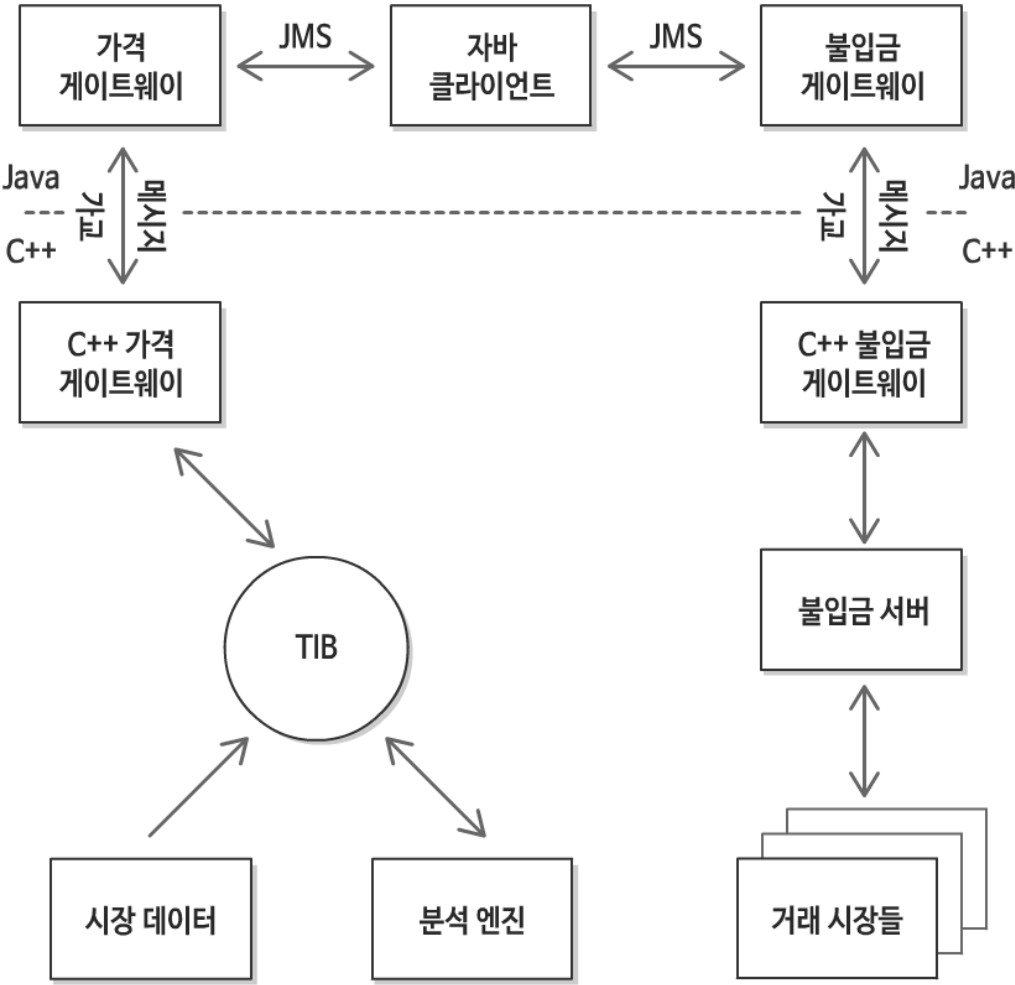 가격
게이트웨이
JMS
자바
클라이언트
JMS
불입금
게이트웨이
Java
C++
메시지
가교
메시지
가교
Java
C++
C++ 가격
게이트웨이
C++ 불입금
게이트웨이
TIB
불입금 서버
시장 데이터
분석 엔진
거래 시장들